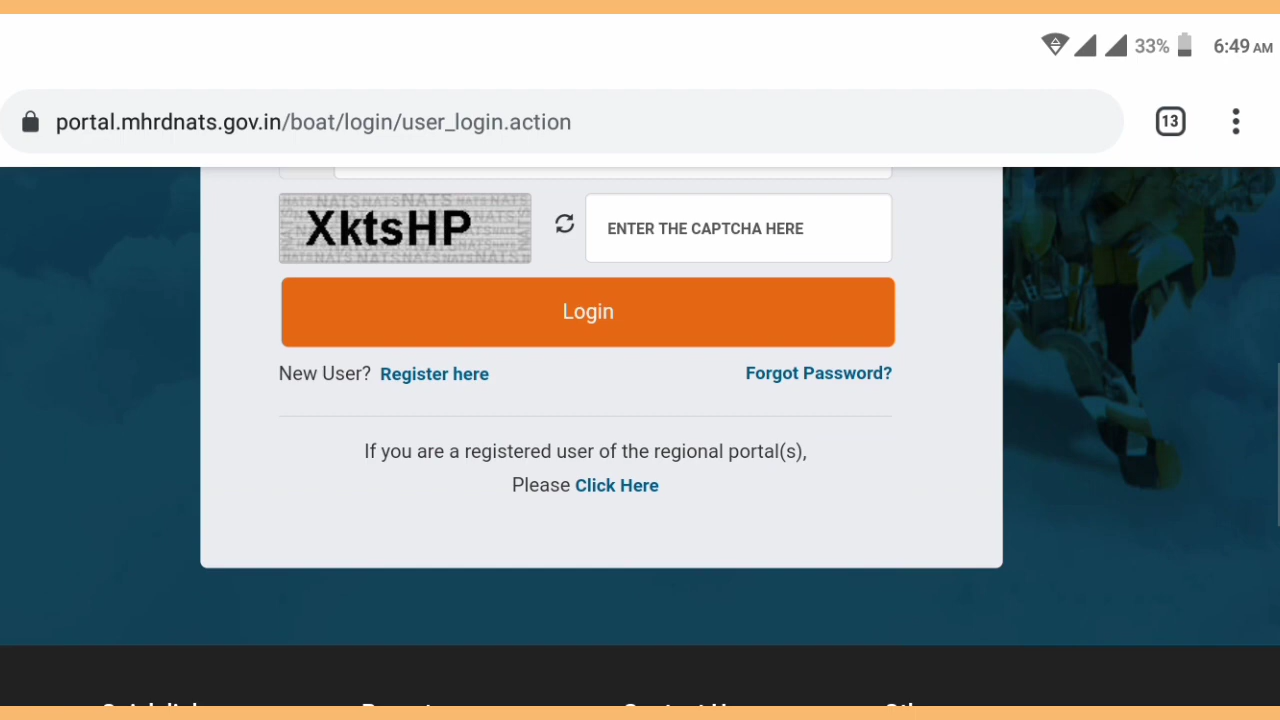 33% 6:49 AM
portal.mhrdnats.gov.in/boat/login/user_login.action 13
XktsHP ENTER THE CAPTCHA HERE
Login
New User? Register here Forgot Password?
If you are a registered user of the regional portal(s),
Please Click Here